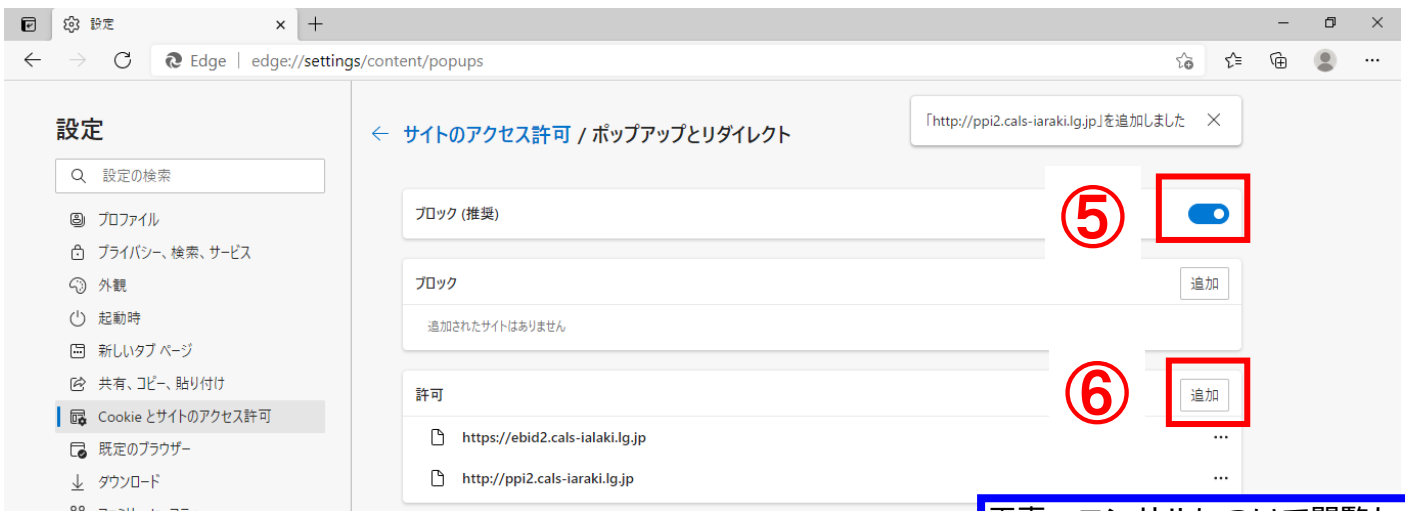 設定
Edge | edge://settings/content/popups
設定
設定の検索
プロファイル
プライバシー、検索、サービス
外観
起動時
新しいタブ ページ
共有、コピー、貼り付け
Cookie とサイトのアクセス許可
既定のブラウザー
ダウンロード
サイトのアクセス許可 / ポップアップとリダイレクト
「http://ppi2.cals-iaraki.lg.jp」を追加しました
ブロック (推奨)
⑤
ブロック
追加
追加されたサイトはありません
許可
⑥
追加
https://ebid2.cals-ialaki.lg.jp
http://ppi2.cals-iaraki.lg.jp